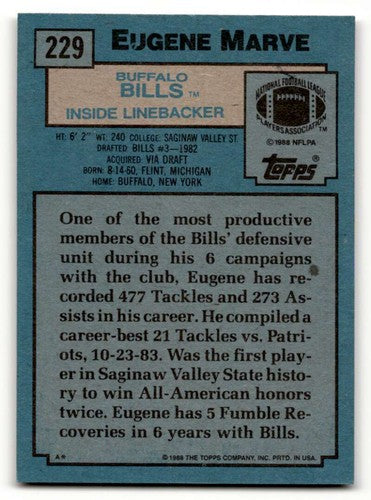 229
EUGENE MARVE
BUFFALO
BILLS TM
INSIDE LINEBACKER
NATIONAL FOOTBALL LEAGUE
PLAYERS ASSOCIATION
©1988 NFLPA
Topps
HT: 6' 2" WT: 240 COLLEGE: SAGINAW VALLEY ST.
DRAFTED BILLS #3—1982
ACQUIRED: VIA DRAFT
BORN: 8-14-60, FLINT, MICHIGAN
HOME: BUFFALO, NEW YORK
One of the most productive
members of the Bills' defensive
unit during his 6 campaigns
with the club, Eugene has re-
corded 477 Tackles and 273 As-
sists in his career. He compiled a
career-best 21 Tackles vs. Patri-
ots, 10-23-83. Was the first play-
er in Saginaw Valley State histo-
ry to win All-American honors
twice. Eugene has 5 Fumble Re-
coveries in 6 years with Bills.
A*
©1988 THE TOPPS COMPANY, INC. PRTD. IN U.S.A.